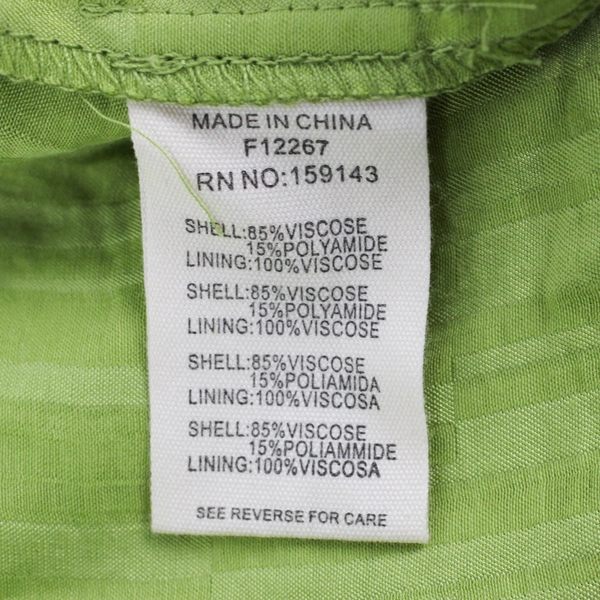 MADE IN CHINA
F12267
RN NO:159143
SHELL:85%VISCOSE
15%POLYAMIDE
LINING:100%VISCOSE
SHELL:85%VISCOSE
15%POLYAMIDE
LINING:100%VISCOSE
SHELL:85%VISCOSE
15%POLIAMIDA
LINING:100%VISCOSA
SHELL:85%VISCOSE
15%POLIAMMIDE
LINING:100%VISCOSA
SEE REVERSE FOR CARE